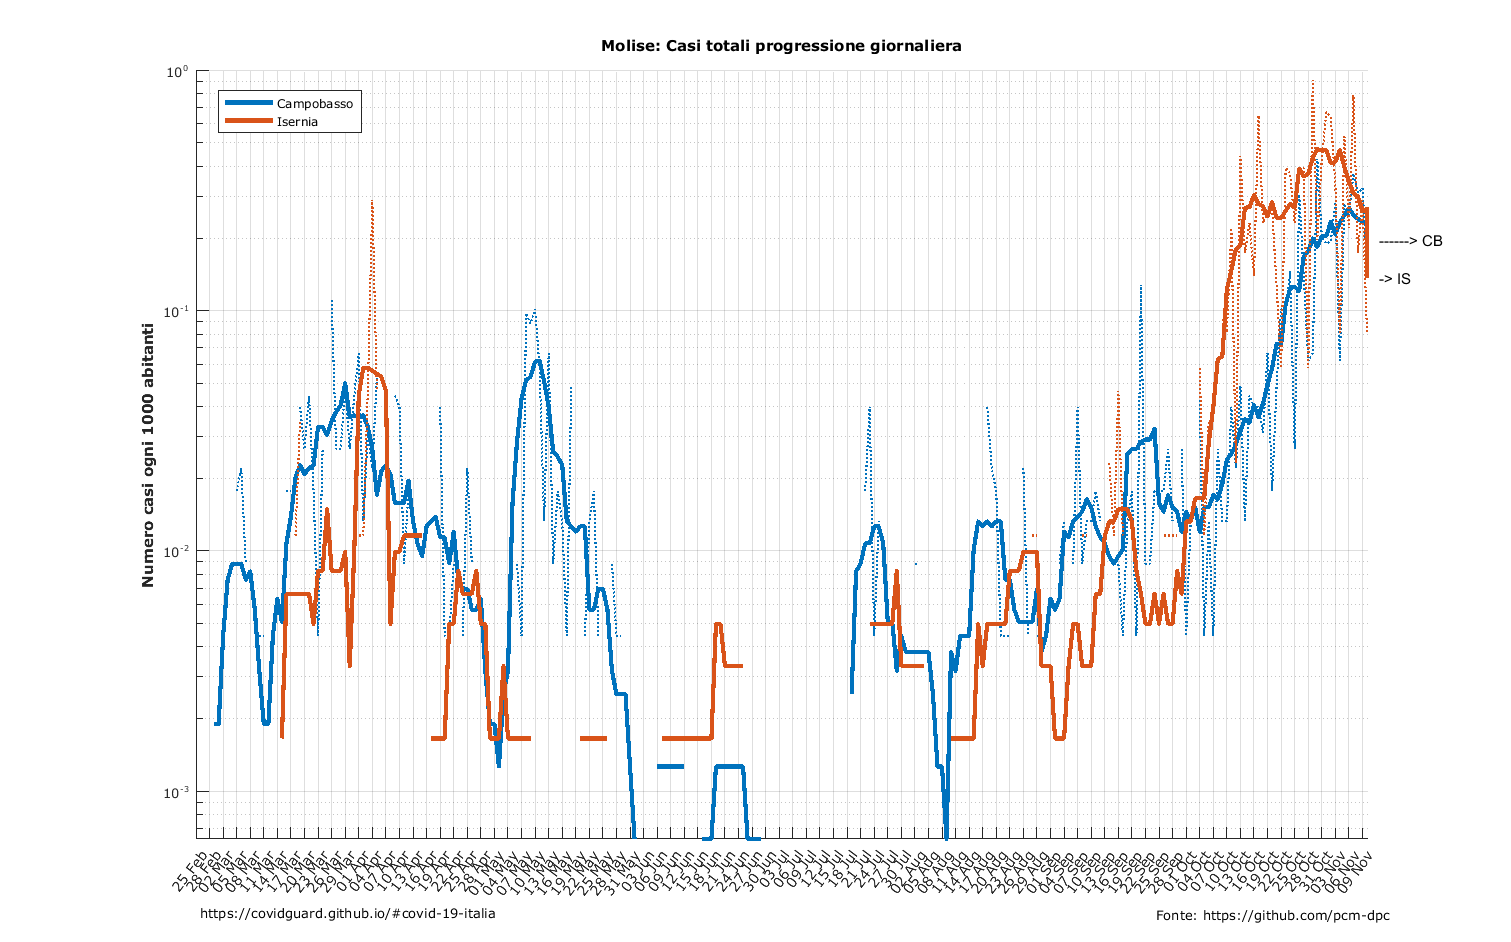 Molise: Casi totali progressione giornaliera
Campobasso
Isernia
Numero casi ogni 1000 abitanti
10^0
10^-1
10^-2
10^-3
------> CB
-> IS
25 Feb
28 Feb
02 Mar
05 Mar
08 Mar
11 Mar
14 Mar
17 Mar
20 Mar
23 Mar
26 Mar
29 Mar
01 Apr
04 Apr
07 Apr
10 Apr
13 Apr
16 Apr
19 Apr
22 Apr
25 Apr
28 Apr
01 May
04 May
07 May
10 May
13 May
16 May
19 May
22 May
25 May
28 May
31 May
03 Jun
06 Jun
09 Jun
12 Jun
15 Jun
18 Jun
21 Jun
24 Jun
27 Jun
30 Jun
03 Jul
06 Jul
09 Jul
12 Jul
15 Jul
18 Jul
21 Jul
24 Jul
27 Jul
30 Jul
02 Aug
05 Aug
08 Aug
11 Aug
14 Aug
17 Aug
20 Aug
23 Aug
26 Aug
29 Aug
01 Sep
04 Sep
07 Sep
10 Sep
13 Sep
16 Sep
19 Sep
22 Sep
25 Sep
28 Sep
01 Oct
04 Oct
07 Oct
10 Oct
13 Oct
16 Oct
19 Oct
22 Oct
25 Oct
28 Oct
31 Oct
03 Nov
06 Nov
09 Nov
https://covidguard.github.io/#covid-19-italia
Fonte: https://github.com/pcm-dpc